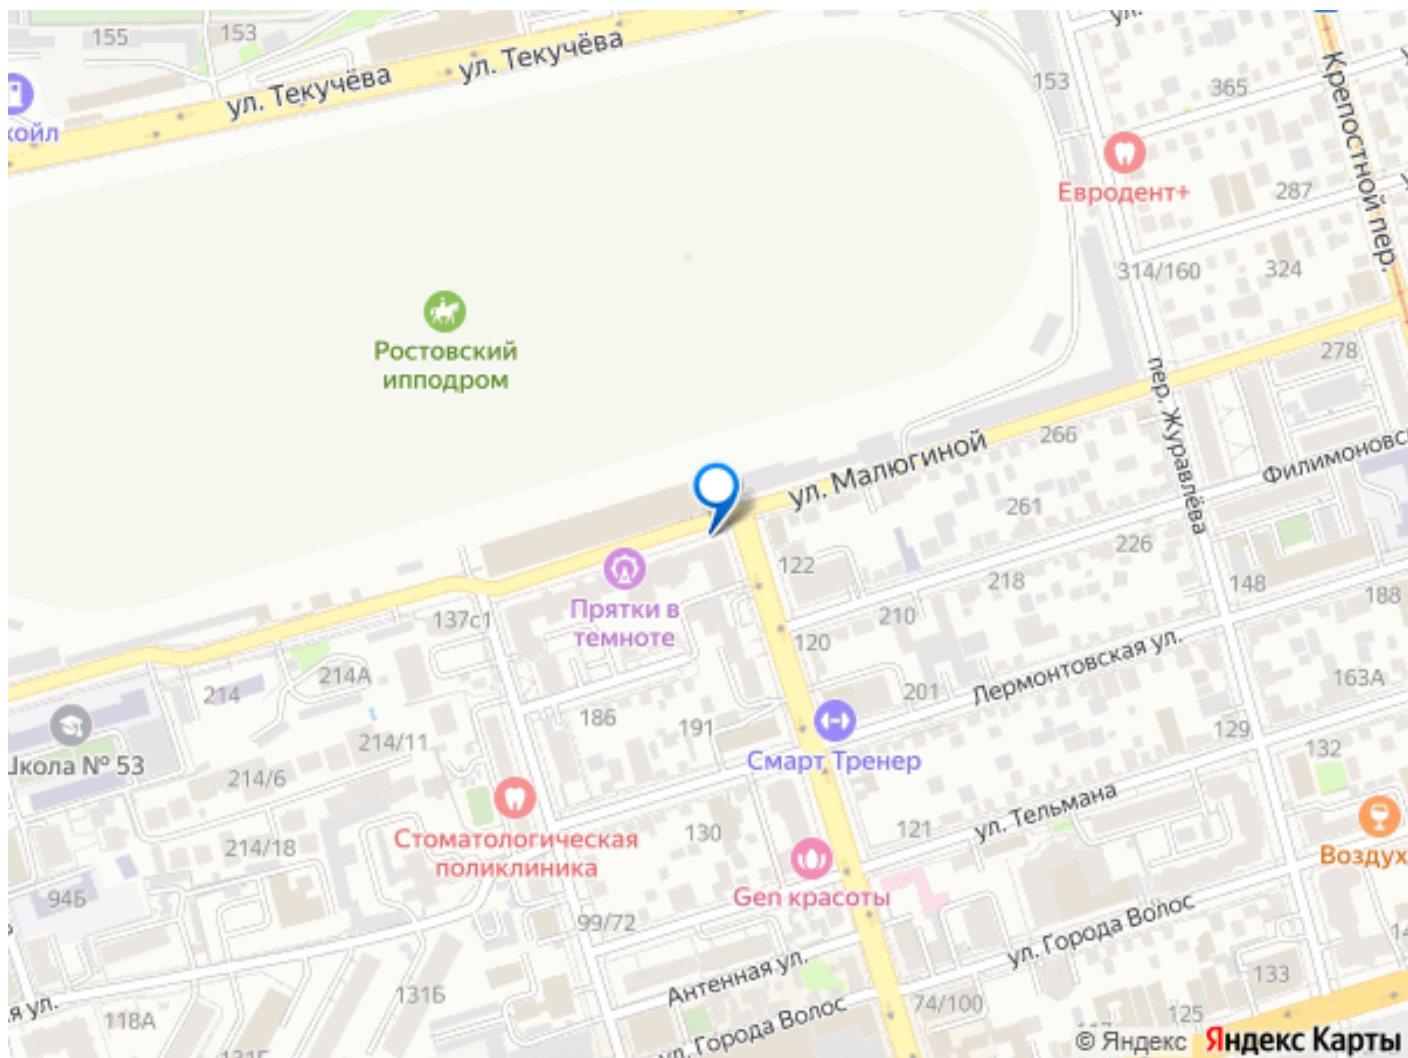 155
153
ул. Текучёва
ул. Текучёва
ул.
153
365
Крепостной пер.
койл
Евродент+
287
314/160
324
Ростовский
ипподром
278
пер. Журавлёва
266
ул. Малюгиной
Филимоновс
261
226
122
218
148
188
Прятки в
темноте
137с1
210
120
Лермонтовская ул.
214А
214
201
163А
186
191
129
132
214/11
Школа № 53
214/6
Смарт Тренер
ул. Тельмана
121
130
Стоматологическая
поликлиника
214/18
Воздух
94Б
Gen красоты
99/72
ул. Города Волос
Антенная ул.
133
131Б
74/100
ая ул.
118А
125
ул. Города Волос
131Б
© Яндекс Яндекс Карты